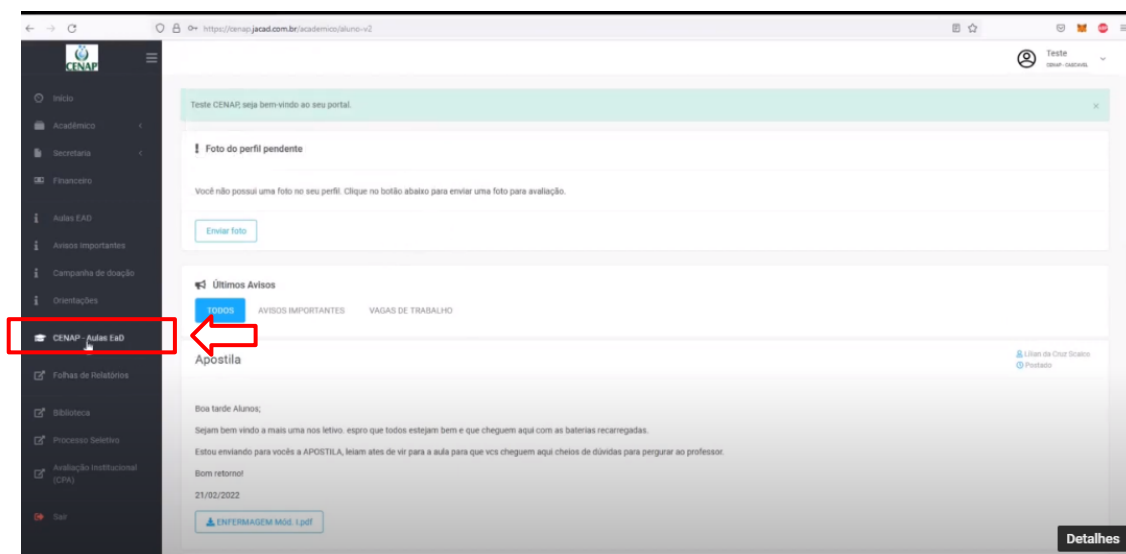 https://cenap.jacad.com.br/academico/aluno-v2
CENAP
Teste
CENAP - CASCAVEL
Início
Acadêmico
Secretaria
Financeiro
Aulas EAD
Avisos Importantes
Campanha de doação
Orientações
CENAP - Aulas EaD
Folhas de Relatórios
Biblioteca
Processo Seletivo
Avaliação Institucional
(CPA)
Sair
Teste CENAP, seja bem-vindo ao seu portal.
Foto do perfil pendente
Você não possui uma foto no seu perfil. Clique no botão abaixo para enviar uma foto para avaliação.
Enviar foto
Últimos Avisos
TODOS AVISOS IMPORTANTES VAGAS DE TRABALHO
Apostila
Lilian da Cruz Scalco
Postado
Boa tarde Alunos;
Sejam bem vindo a mais uma nos letivo. espro que todos estejam bem e que cheguem aqui com as baterias recarregadas.
Estou enviando para vocês a APOSTILA, leiam ates de vir para a aula para que vcs cheguem aqui cheios de dúvidas para pergurar ao professor.
Bom retorno!
21/02/2022
ENFERMAGEM Mód. I.pdf
Detalhes